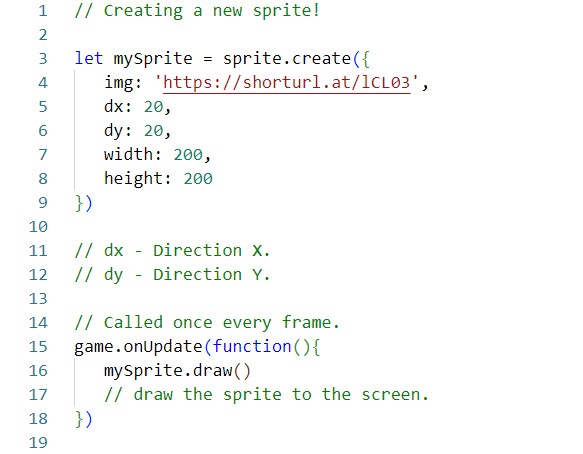 1 // Creating a new sprite!
2
3 let mySprite = sprite.create({
4 img: 'https://shorturl.at/lCL03',
5 dx: 20,
6 dy: 20,
7 width: 200,
8 height: 200
9 })
10
11 // dx - Direction X.
12 // dy - Direction Y.
13
14 // Called once every frame.
15 game.onUpdate(function(){
16 mySprite.draw()
17 // draw the sprite to the screen.
18 })
19